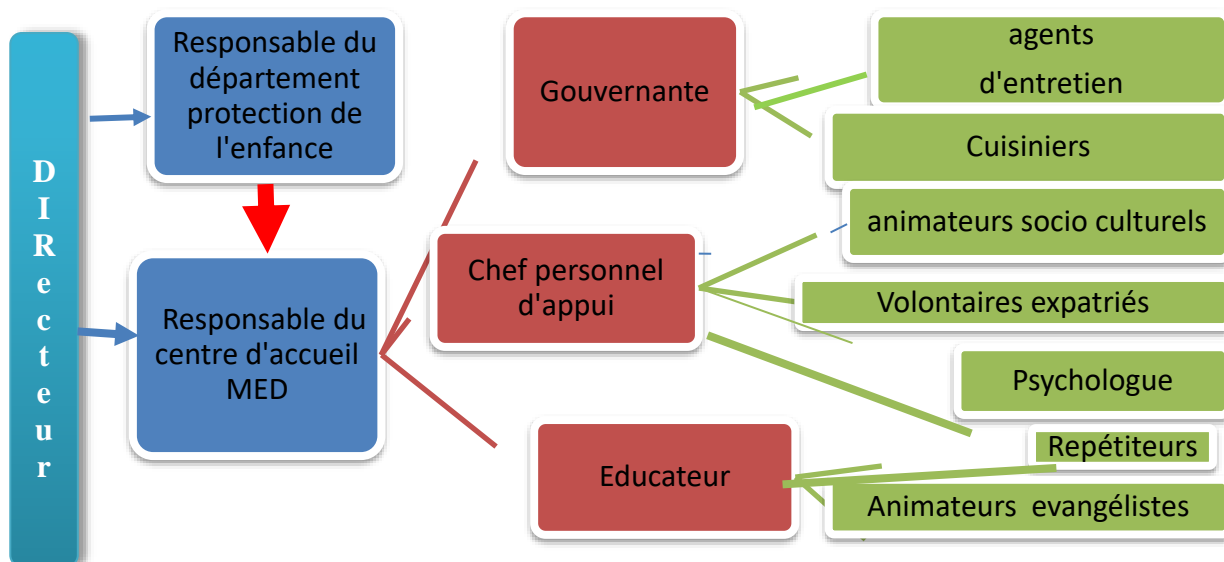 DIRecteur
Responsable du
département
protection de
l'enfance
Responsable du
centre d'accueil
MED
Gouvernante
Chef personnel
d'appui
Educateur
agents
d'entretien
Cuisiniers
animateurs socio culturels
Volontaires expatriés
Psychologue
Repétiteurs
Animateurs evangélistes